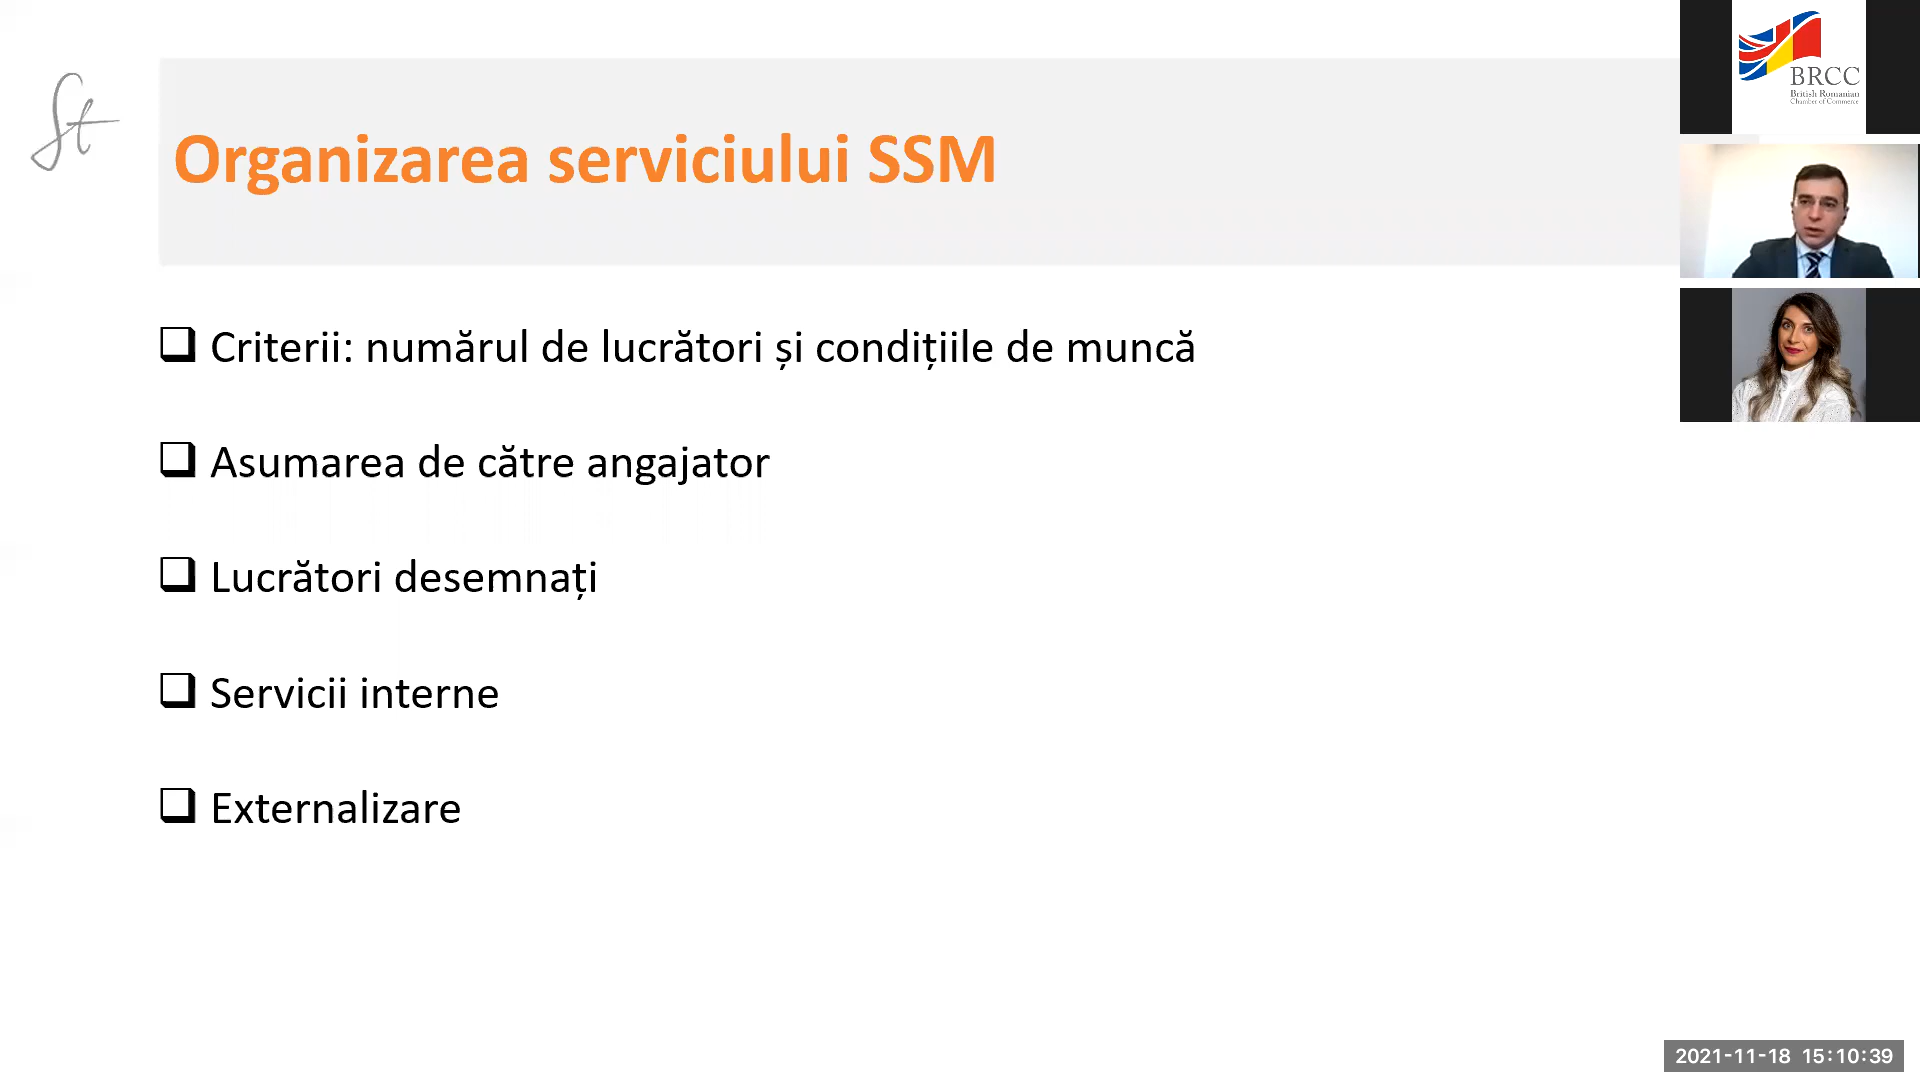 St
Organizarea serviciului SSM
Criterii: numărul de lucrători și condițiile de muncă
Asumarea de către angajator
Lucrători desemnați
Servicii interne
Externalizare
BRCC
British Romanian
Chamber of Commerce
2021-11-18 15:10:39